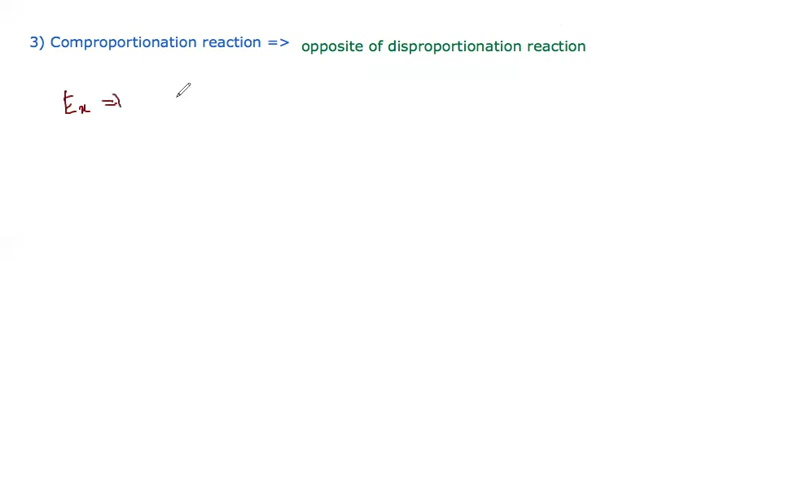 3) Comproportionation reaction => opposite of disproportionation reaction
Ex ⇒